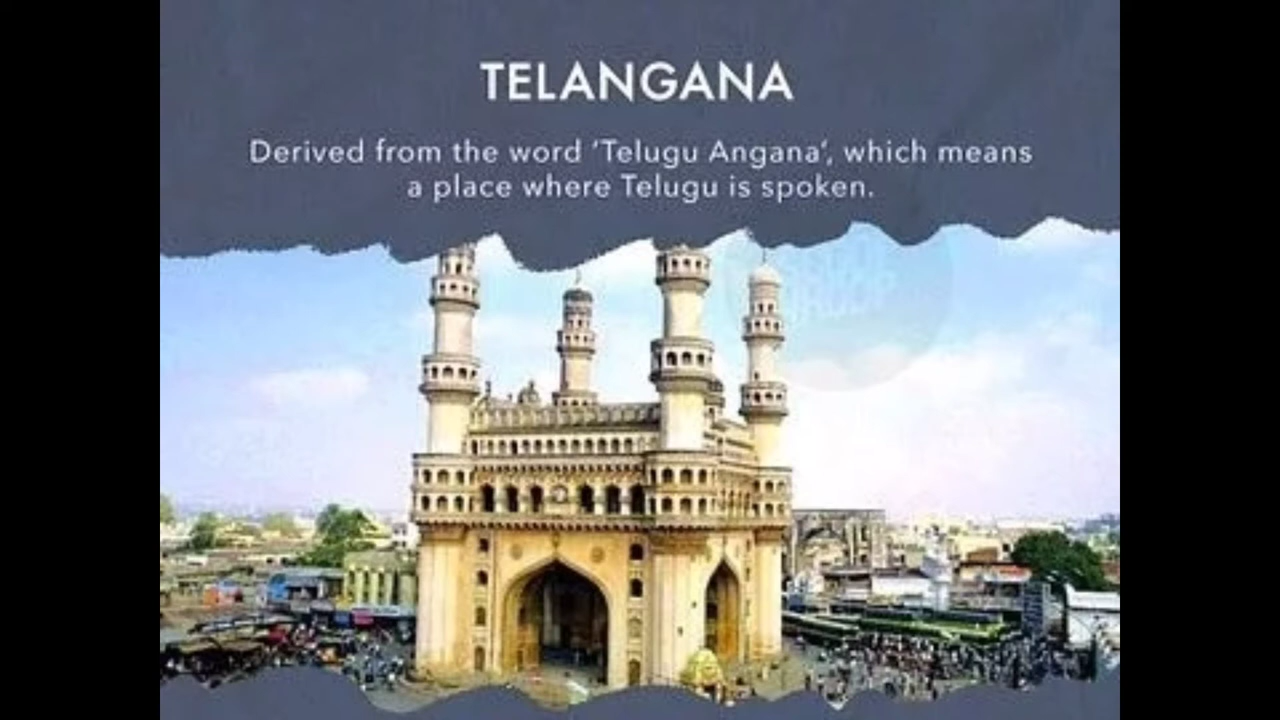 TELANGANA
Derived from the word ‘Telugu Angana’, which means
a place where Telugu is spoken.